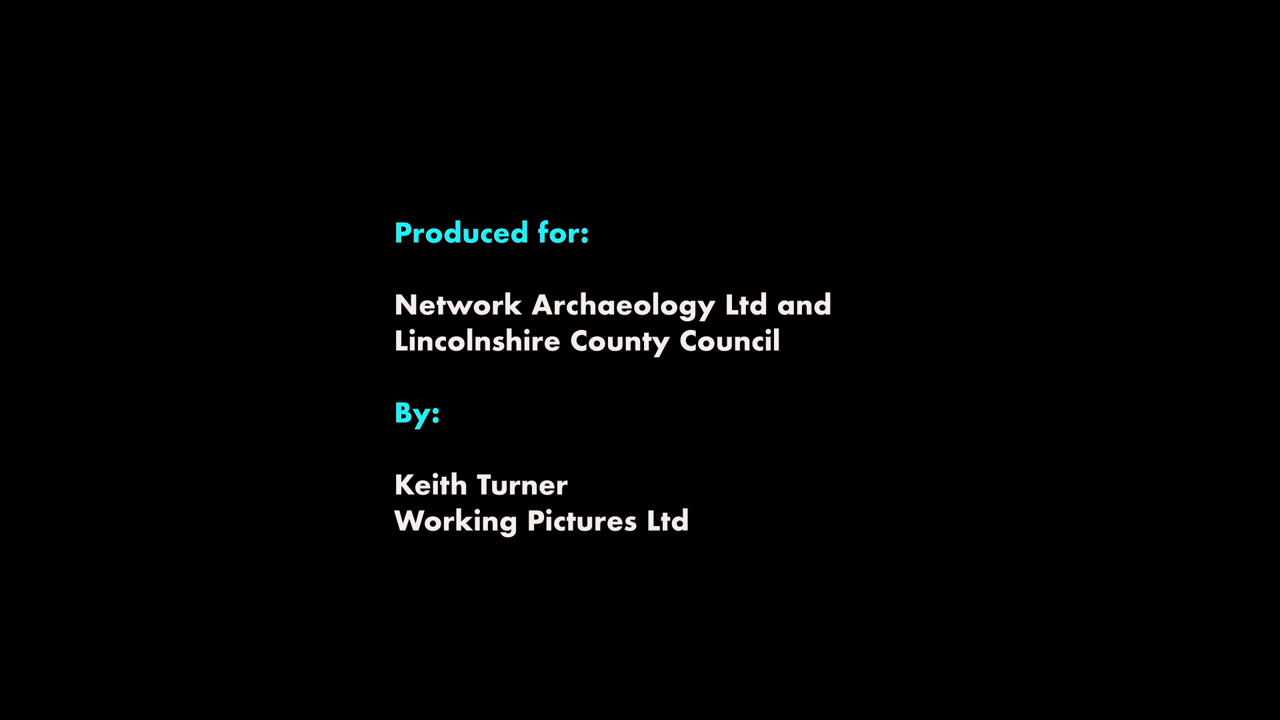 Produced for:
Network Archaeology Ltd and
Lincolnshire County Council
By:
Keith Turner
Working Pictures Ltd